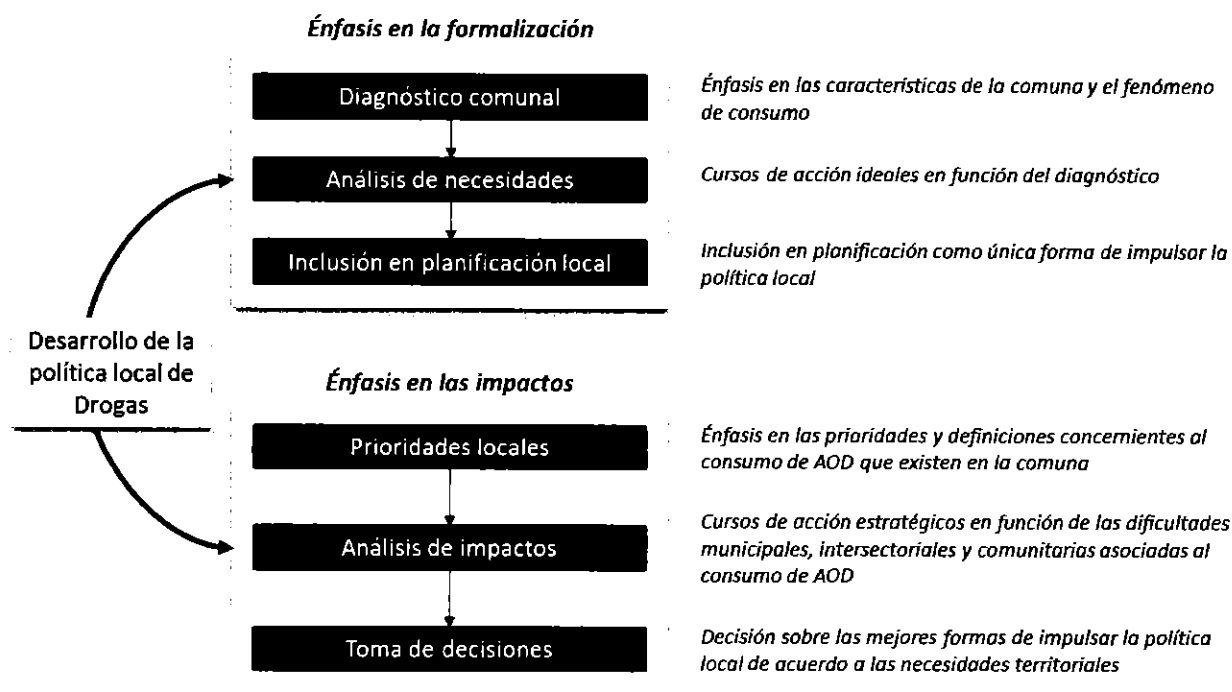 Énfasis en la formalización
Diagnóstico comunal
Énfasis en las características de la comuna y el fenómeno
de consumo
Análisis de necesidades
Cursos de acción ideales en función del diagnóstico
Inclusión en planificación local
Inclusión en planificación como única forma de impulsar la
política local
Desarrollo de la
política local de
Drogas
Énfasis en las impactos
Prioridades locales
Énfasis en las prioridades y definiciones concernientes al
consumo de AOD que existen en la comuna
Análisis de impactos
Cursos de acción estratégicos en función de las dificultades
municipales, intersectoriales y comunitarias asociadas al
consumo de AOD
Toma de decisiones
Decisión sobre las mejores formas de impulsar la política
local de acuerdo a las necesidades territoriales